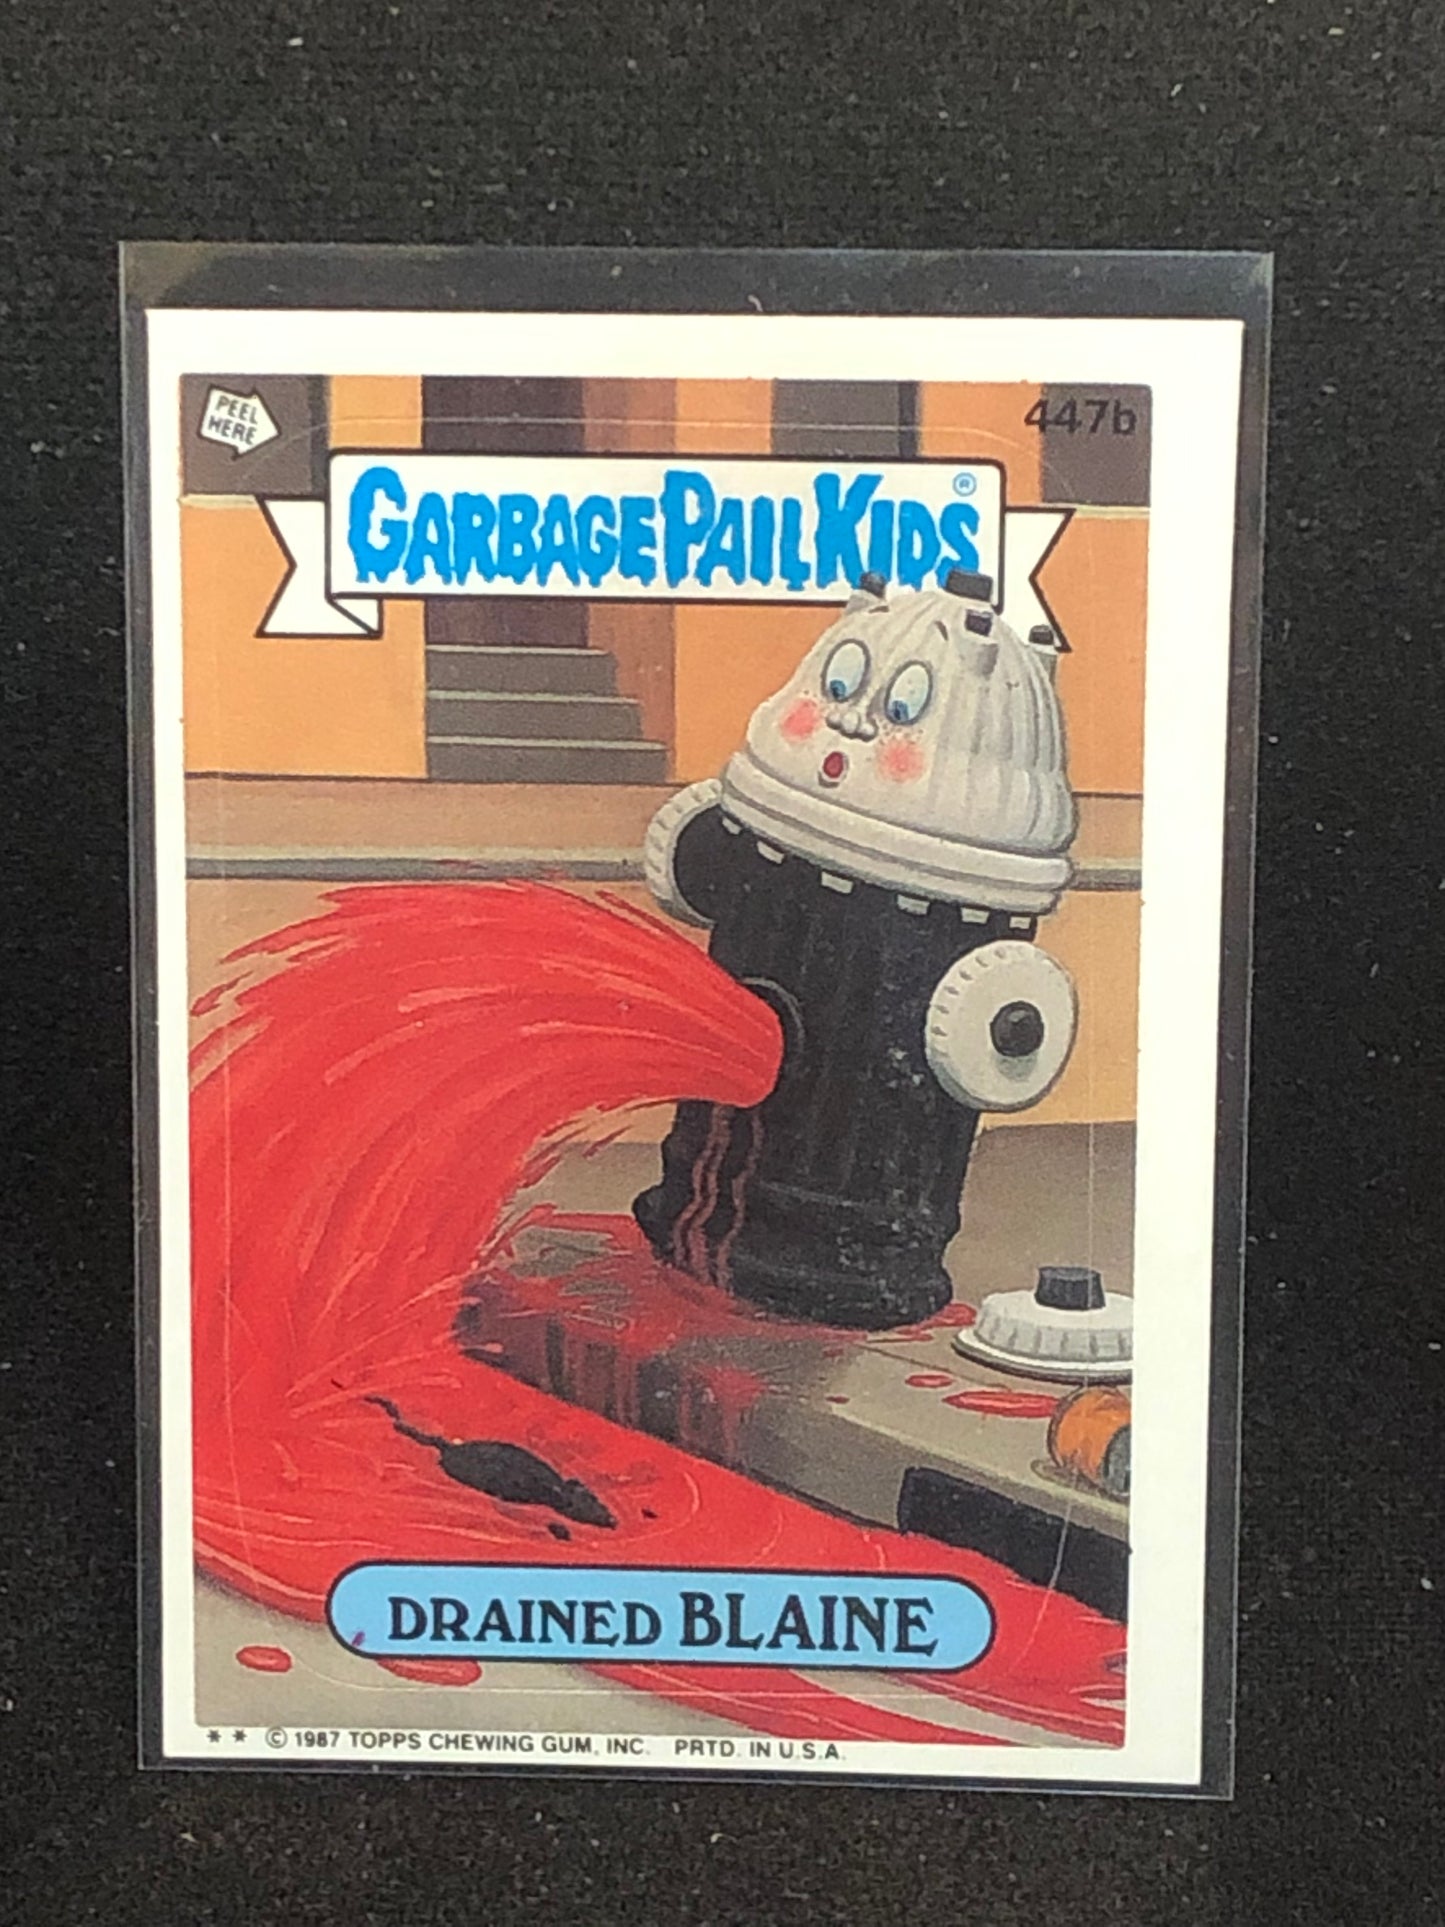 PEEL
HERE
447b
GARBAGE PAIL KIDS®
DRAINED BLAINE
** © 1987 TOPPS CHEWING GUM, INC. PRTD. IN U.S.A.